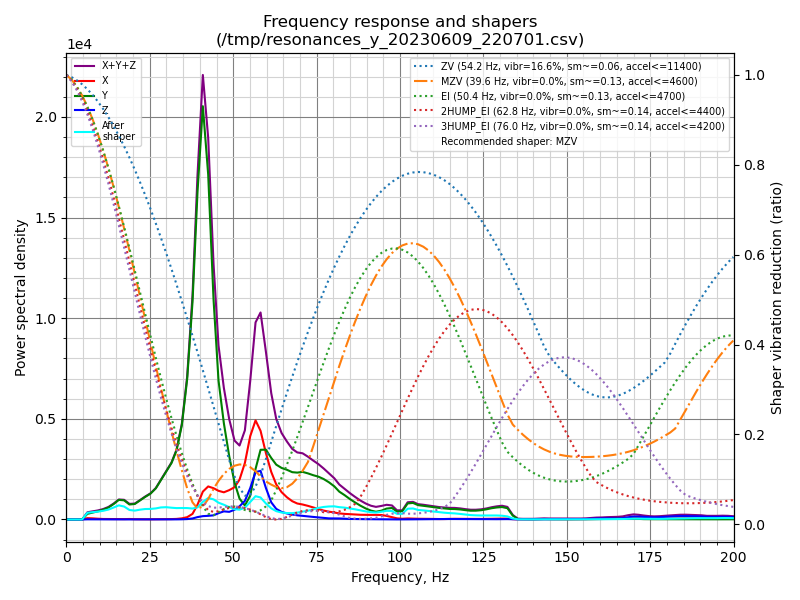 Frequency response and shapers
(/tmp/resonances_y_20230609_220701.csv)
1e4
X+Y+Z
X
Y
Z
After
shaper
ZV (54.2 Hz, vibr=16.6%, sm~=0.06, accel<=11400)
MZV (39.6 Hz, vibr=0.0%, sm~=0.13, accel<=4600)
EI (50.4 Hz, vibr=0.0%, sm~=0.13, accel<=4700)
2HUMP_EI (62.8 Hz, vibr=0.0%, sm~=0.14, accel<=4400)
3HUMP_EI (76.0 Hz, vibr=0.0%, sm~=0.14, accel<=4200)
Recommended shaper: MZV
Power spectral density
2.0
1.5
1.0
0.5
0.0
1.0
0.8
0.6
0.4
0.2
0.0
Shaper vibration reduction (ratio)
0 25 50 75 100 125 150 175 200
Frequency, Hz